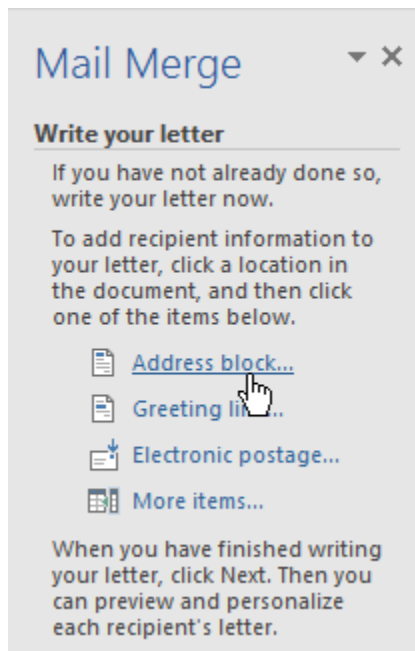 Mail Merge
Write your letter
If you have not already done so,
write your letter now.
To add recipient information to
your letter, click a location in
the document, and then click
one of the items below.
Address block...
Greeting li...
Electronic postage...
More items...
When you have finished writing
your letter, click Next. Then you
can preview and personalize
each recipient's letter.